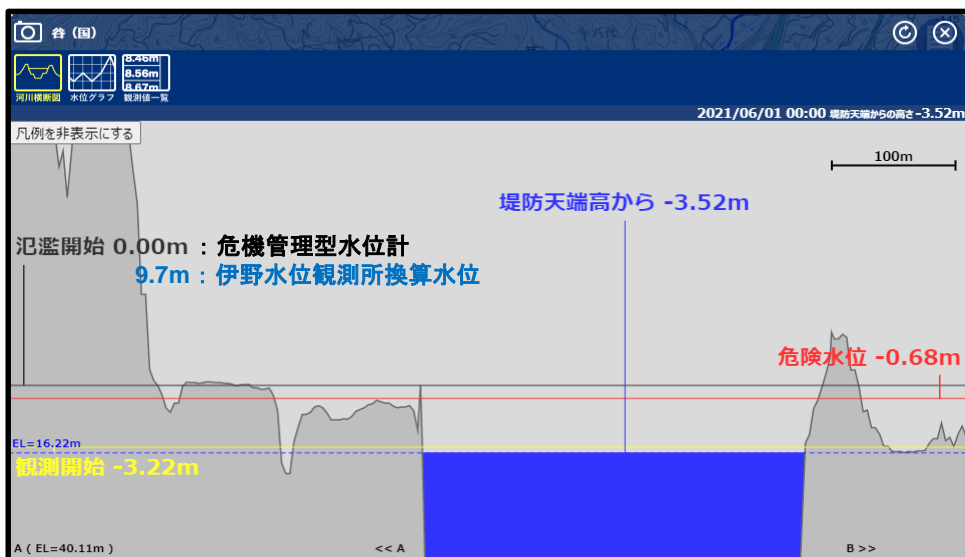 谷（国）
8.46m
8.56m
8.67m
河川横断図 水位グラフ 観測値一覧
2021/06/01 00:00 堤防天端からの高さ-3.52m
凡例を非表示にする
100m
堤防天端高から -3.52m
氾濫開始 0.00m ：危機管理型水位計
9.7m：伊野水位観測所換算水位
危険水位 -0.68m
EL=16.22m
観測開始 -3.22m
A ( EL=40.11m )
<< A
B >>